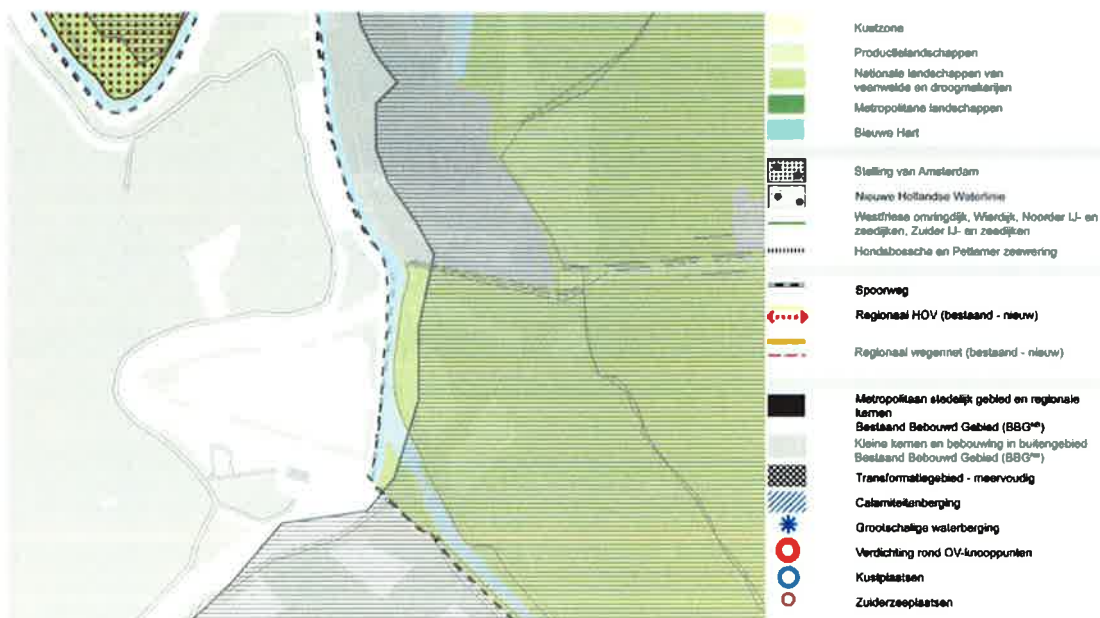 Kustzone
Productielandschappen
Nationale landschappen van
veenweide en droogmakerijen
Metropolitane landschappen
Blauwe Hart
Stelling van Amsterdam
Nieuwe Hollandse Waterlinie
Westfriese omringdijk, Wierdijk, Noorder IJ- en
zeedijken, Zuider IJ- en zeedijken
Hondsbossche en Pettemer zeewering
Spoorweg
Regionaal HOV (bestaand - nieuw)
Regionaal wegennet (bestaand - nieuw)
Metropolitaan stedelijk gebied en regionale
kernen
Bestaand Bebouwd Gebied (BBG)
Kleine kernen en bebouwing in buitengebied
Bestaand Bebouwd Gebied (BBG)
Transformatiegebied - meervoudig
Calamiteitenberging
Grootschalige waterberging
Verdichting rond OV-knooppunten
Kustplaatsen
Zuiderzeeplaatsen